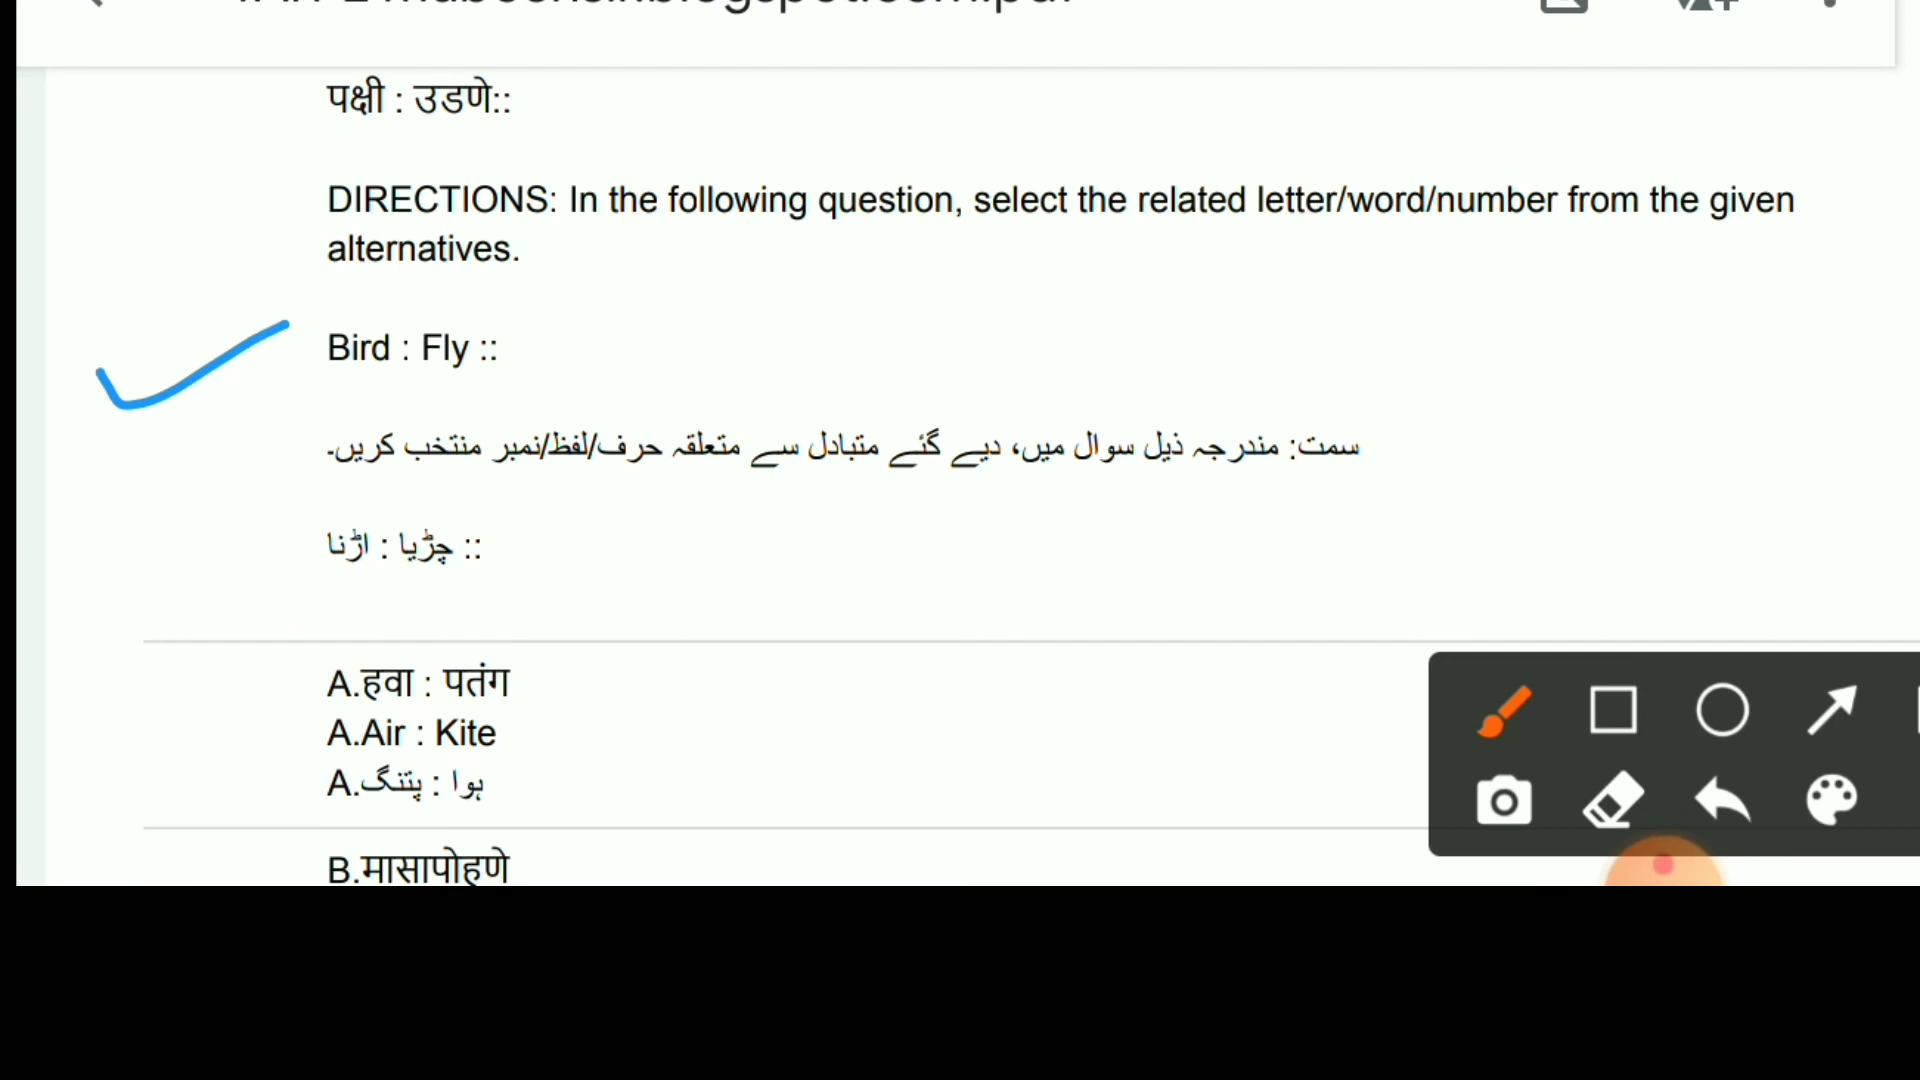 पक्षी : उडणे::
DIRECTIONS: In the following question, select the related letter/word/number from the given
alternatives.
Bird : Fly ::
سمت: مندرجہ ذیل سوال میں، دیے گئے متبادل سے متعلقہ حرف/لفظ/نمبر منتخب کریں۔
:: چڑیا : اڑنا
A.हवा : पतंग
A.Air : Kite
A.ہوا : پتنگ
B.मासापोहणे